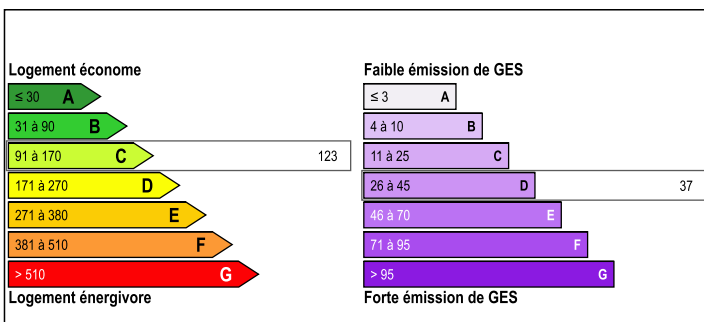 Logement économe
≤ 30 A
31 à 90 B
91 à 170 C 123
171 à 270 D
271 à 380 E
381 à 510 F
> 510 G
Logement énergivore
Faible émission de GES
≤ 3 A
4 à 10 B
11 à 25 C
26 à 45 D 37
46 à 70 E
71 à 95 F
> 95 G
Forte émission de GES